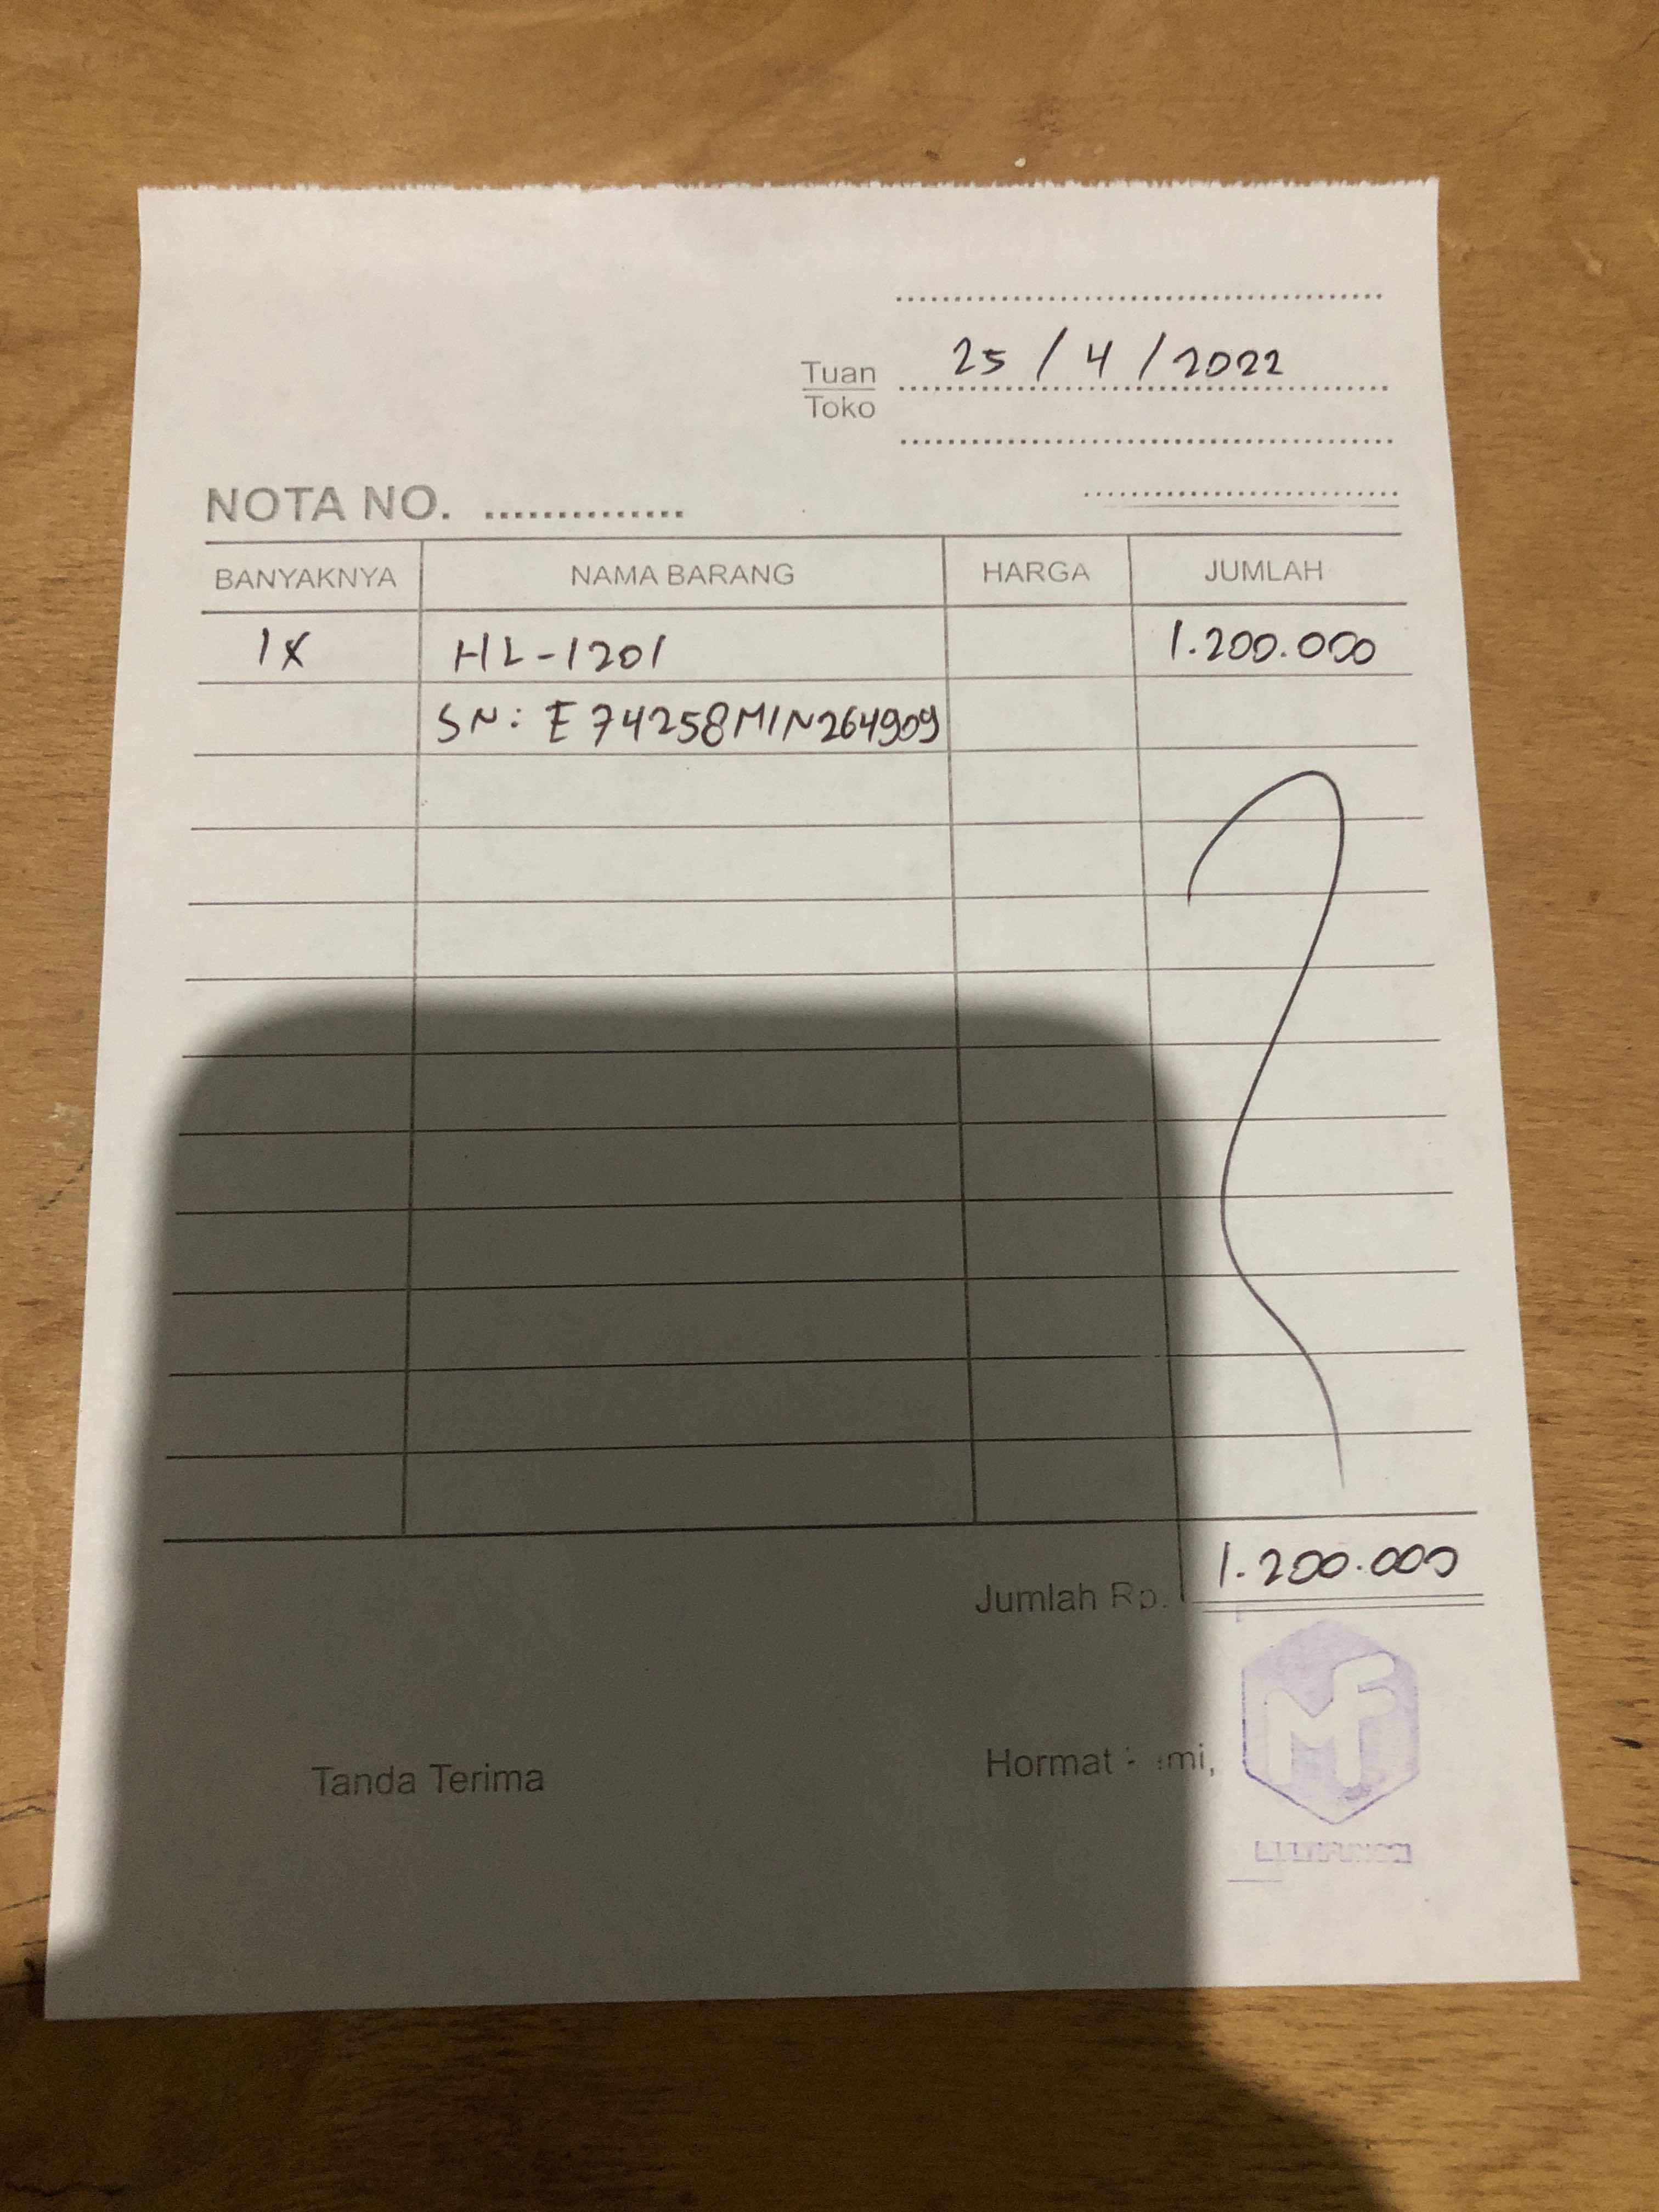 25 / 4 / 2022
Tuan
Toko
NOTA NO. ..............
BANYAKNYA NAMA BARANG HARGA JUMLAH
1X HL-1201 1.200.000
SN: E74258M1N264909
1.200.000
Jumlah Rp.
MF
Tanda Terima Hormat